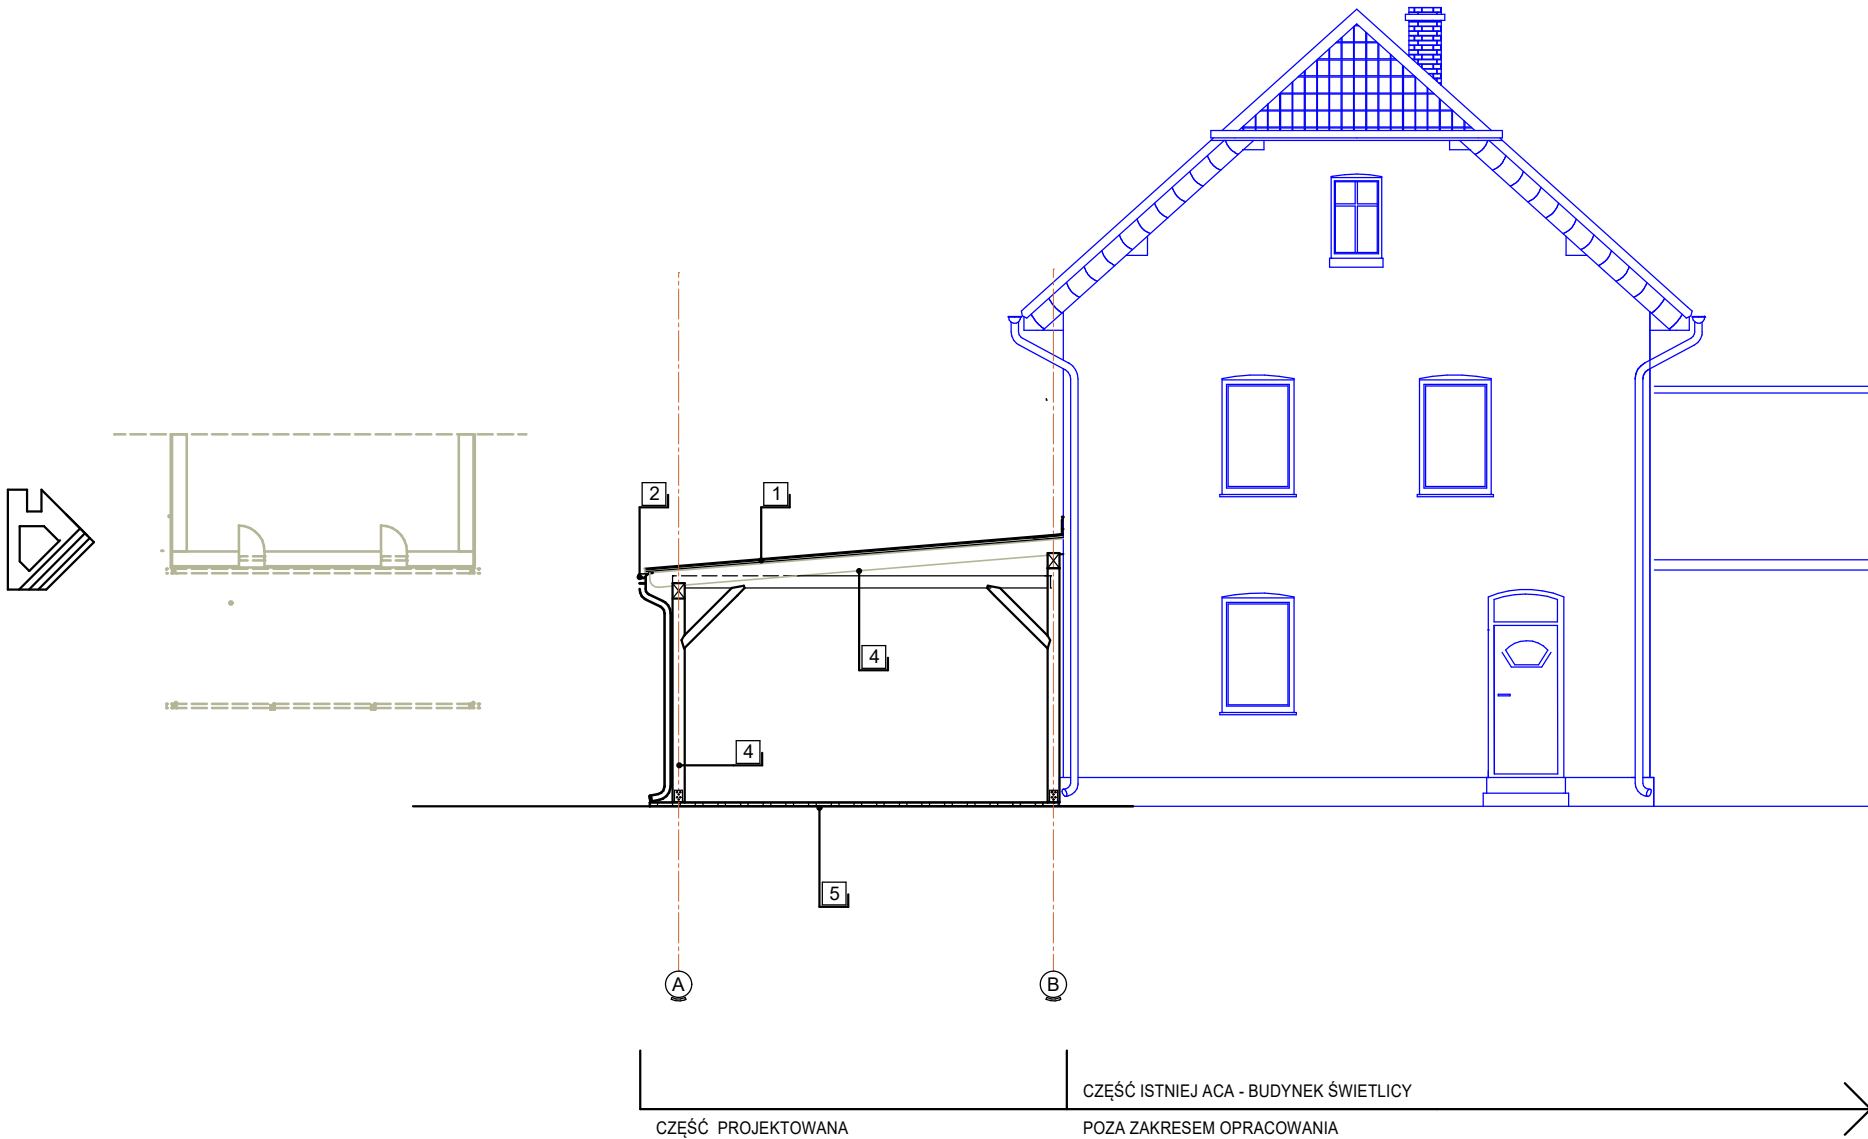 2
1
4
4
5
A
B
CZĘŚĆ ISTNIEJ ACA - BUDYNEK ŚWIETLICY
CZĘŚĆ PROJEKTOWANA
POZA ZAKRESEM OPRACOWANIA